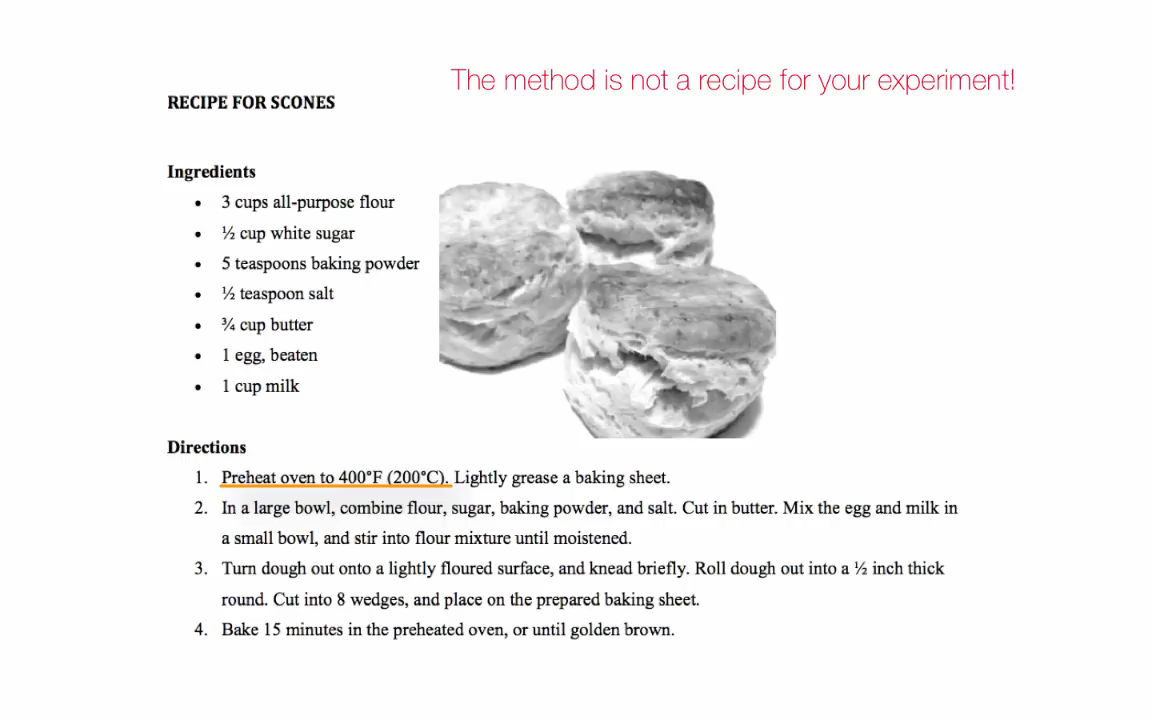 The method is not a recipe for your experiment!
RECIPE FOR SCONES
Ingredients
• 3 cups all-purpose flour
• ½ cup white sugar
• 5 teaspoons baking powder
• ½ teaspoon salt
• ¾ cup butter
• 1 egg, beaten
• 1 cup milk
Directions
1. Preheat oven to 400°F (200°C). Lightly grease a baking sheet.
2. In a large bowl, combine flour, sugar, baking powder, and salt. Cut in butter. Mix the egg and milk in
a small bowl, and stir into flour mixture until moistened.
3. Turn dough out onto a lightly floured surface, and knead briefly. Roll dough out into a ½ inch thick
round. Cut into 8 wedges, and place on the prepared baking sheet.
4. Bake 15 minutes in the preheated oven, or until golden brown.